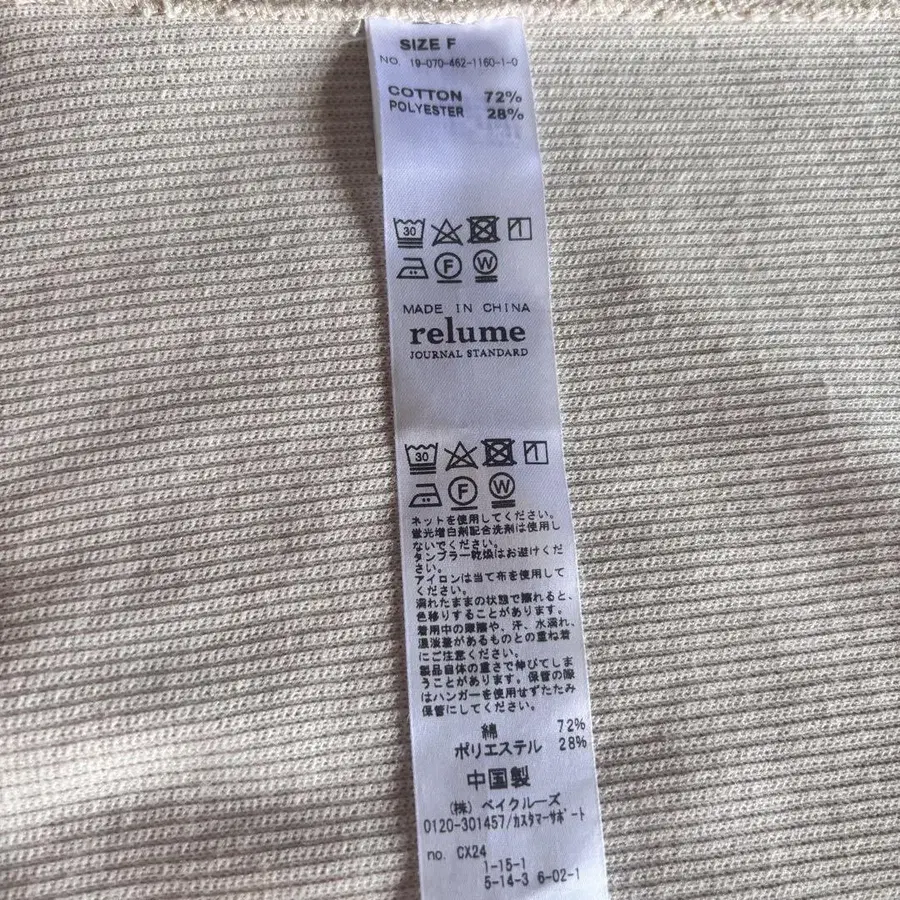 SIZE F
NO. 19-070-462-1160-1-0
COTTON 72%
POLYESTER 28%
30
F W
MADE IN CHINA
relume
JOURNAL STANDARD
30
F W
ネットを使用してください。
蛍光増白剤配合洗剤は使用し
ないでください。
タンブラー乾燥はお避けくだ
さい。
アイロンは当て布を使用して
ください。
濡れたままの状態で擦れると、
色移りすることがあります。
着用中の摩擦や、汗、水濡れ、
温淡差があるものとの重ね着
にご注意ください。
製品自体の重さで伸びてしま
うことがあります。保管の際
はハンガーを使用せずたたみ
保管にしてください。
綿 72%
ポリエステル 28%
中国製
(株) ベイクルーズ
0120-301457/カスタマーサポート
no. CX24
1-15-1
5-14-3 6-02-1